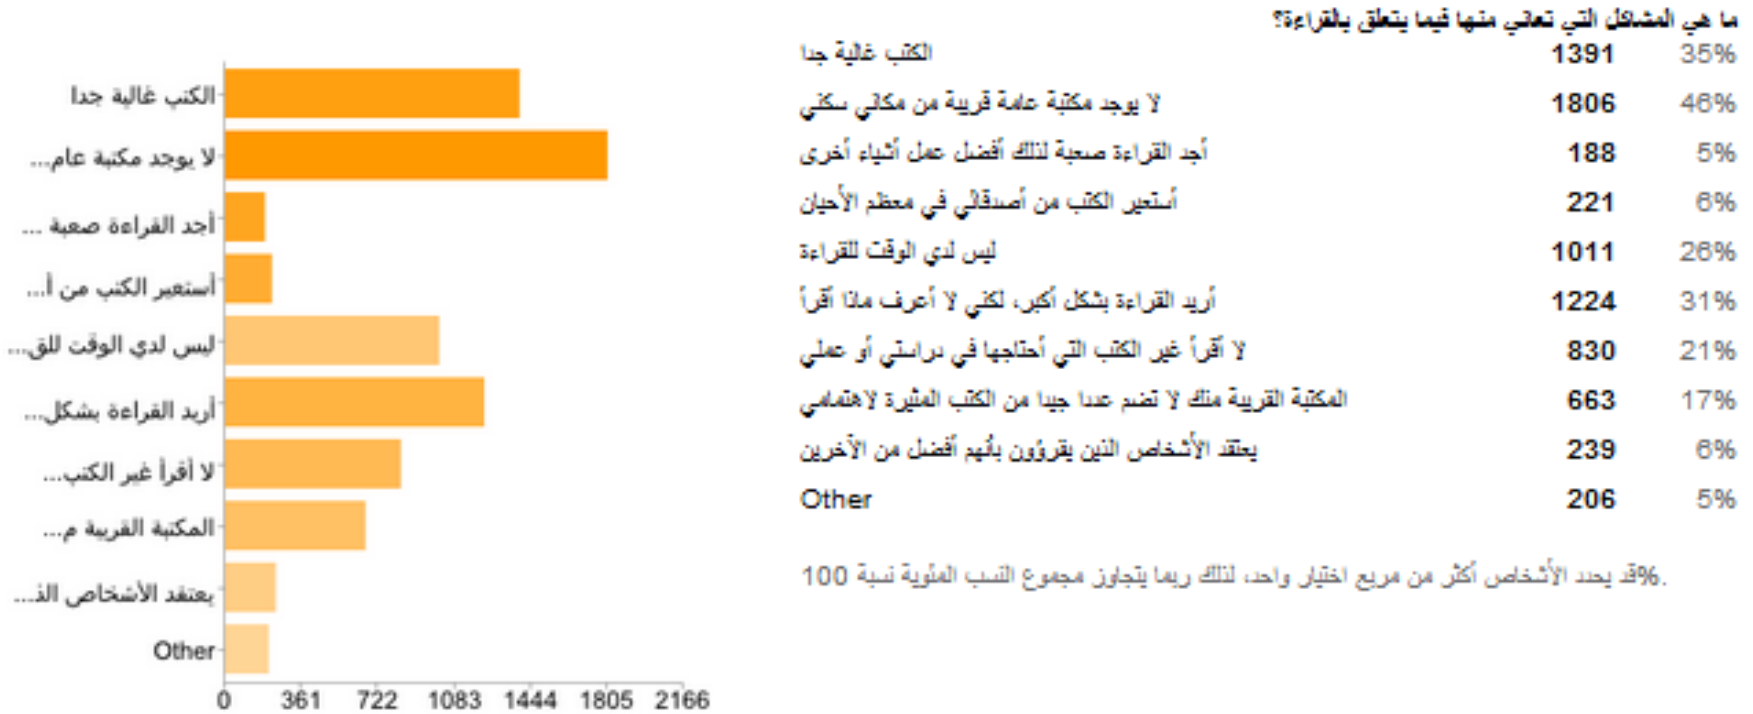 ما هي المشاكل التي تعاني منها فيما يتعلق بالقراءة؟
الكتب غالية جدا 1391 35%
لا يوجد مكتبة عامة قريبة من مكاني سكني 1806 46%
أجد القراءة صعبة لذلك أفضل عمل أشياء أخرى 188 5%
أستعير الكتب من أصدقائي في معظم الأحيان 221 6%
ليس لدي الوقت للقراءة 1011 26%
أريد القراءة بشكل أكبر، لكني لا أعرف ماذا أقرأ 1224 31%
لا أقرأ غير الكتب التي أحتاجها في دراستي أو عملي 830 21%
المكتبة القريبة منك لا تضم عددا جيدا من الكتب المثيرة لاهتمامي 663 17%
يعتقد الأشخاص الذين يقرؤون بأنهم أفضل من الآخرين 239 6%
Other 206 5%
قد يحدد الأشخاص أكثر من مربع اختيار واحد، لذلك ربما يتجاوز مجموع النسب المئوية نسبة 100%.
الكتب غالية جدا
لا يوجد مكتبة عام...
أجد القراءة صعبة ...
أستعير الكتب من أ...
ليس لدي الوقت للق...
أريد القراءة بشكل...
لا أقرأ غير الكتب...
المكتبة القريبة م...
يعتقد الأشخاص الذ...
Other
0 361 722 1083 1444 1805 2166